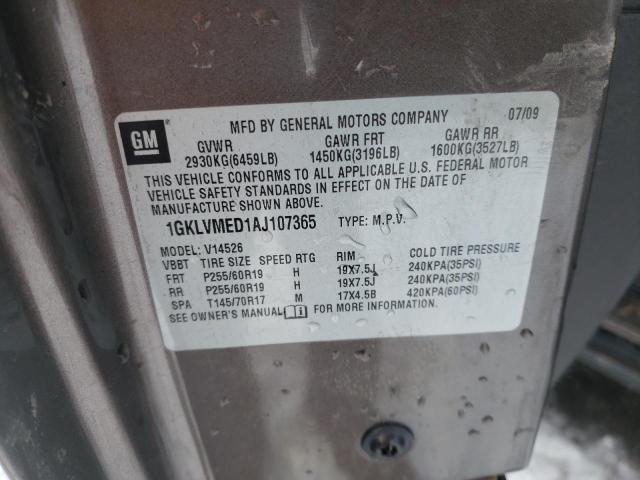 GM
MFD BY GENERAL MOTORS COMPANY 07/09
GVWR GAWR FRT GAWR RR
2930KG(6459LB) 1450KG(3196LB) 1600KG(3527LB)
THIS VEHICLE CONFORMS TO ALL APPLICABLE U.S. FEDERAL MOTOR
VEHICLE SAFETY STANDARDS IN EFFECT ON THE DATE OF
MANUFACTURE SHOWN ABOVE.
1GKLVMED1AJ107365 TYPE: M.P.V.
MODEL: V14526
VBBT TIRE SIZE SPEED RTG RIM COLD TIRE PRESSURE
FRT P255/60R19 H 19X7.5J 240KPA(35PSI)
RR P255/60R19 H 19X7.5J 240KPA(35PSI)
SPA T145/70R17 M 17X4.5B 420KPA(60PSI)
SEE OWNER'S MANUAL FOR MORE INFORMATION.